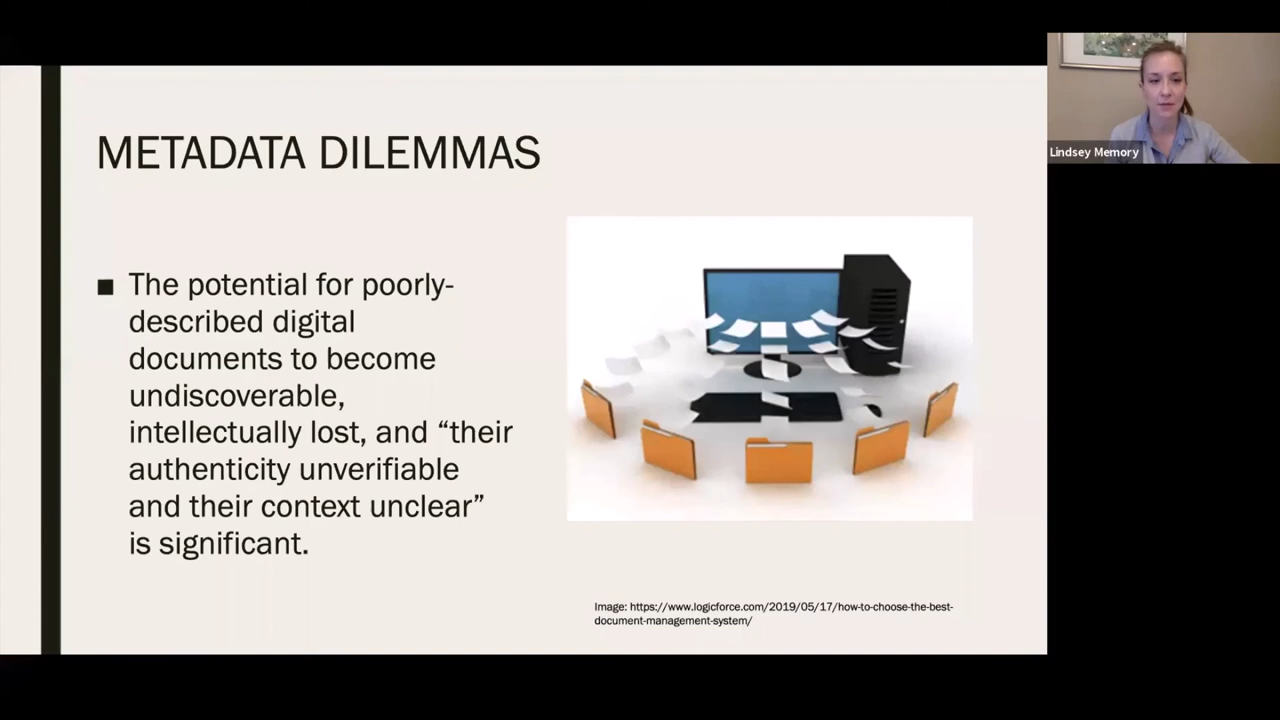 METADATA DILEMMAS
■ The potential for poorly-
described digital
documents to become
undiscoverable,
intellectually lost, and “their
authenticity unverifiable
and their context unclear”
is significant.
Image: https://www.logicforce.com/2019/05/17/how-to-choose-the-best-
document-management-system/
Lindsey Memory